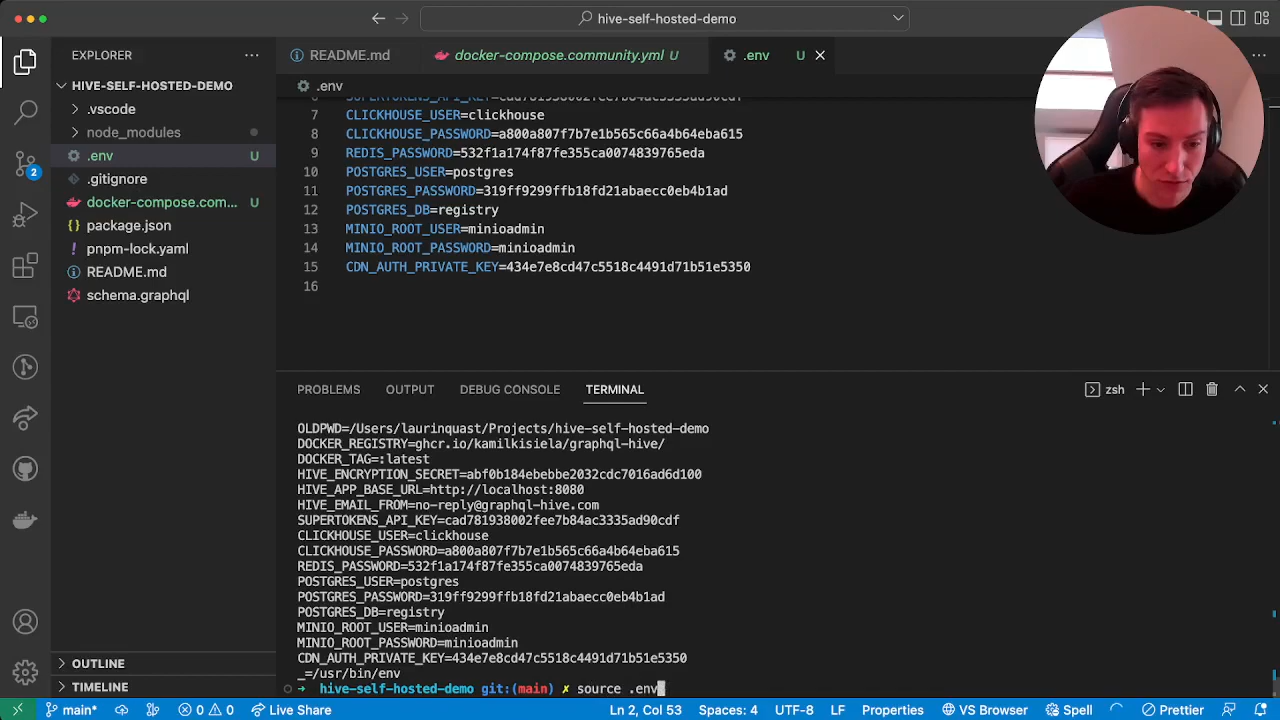 hive-self-hosted-demo
EXPLORER
HIVE-SELF-HOSTED-DEMO
.vscode
node_modules
.env U
.gitignore
docker-compose.com... U
package.json
pnpm-lock.yaml
README.md
schema.graphql
OUTLINE
TIMELINE
2
README.md
docker-compose.community.yml U
.env U
.env
7 CLICKHOUSE_USER=clickhouse
8 CLICKHOUSE_PASSWORD=a800a807f7b7e1b565c66a4b64eba615
9 REDIS_PASSWORD=532f1a174f87fe355ca0074839765eda
10 POSTGRES_USER=postgres
11 POSTGRES_PASSWORD=319ff9299ffb18fd21abaecc0eb4b1ad
12 POSTGRES_DB=registry
13 MINIO_ROOT_USER=minioadmin
14 MINIO_ROOT_PASSWORD=minioadmin
15 CDN_AUTH_PRIVATE_KEY=434e7e8cd47c5518c4491d71b51e5350
16
PROBLEMS OUTPUT DEBUG CONSOLE TERMINAL
zsh
OLDPWD=/Users/laurinquast/Projects/hive-self-hosted-demo
DOCKER_REGISTRY=ghcr.io/kamilkisiela/graphql-hive/
DOCKER_TAG=:latest
HIVE_ENCRYPTION_SECRET=abf0b184ebebbe2032cdc7016ad6d100
HIVE_APP_BASE_URL=http://localhost:8080
HIVE_EMAIL_FROM=no-reply@graphql-hive.com
SUPERTOKENS_API_KEY=cad781938002fee7b84ac3335ad90cdf
CLICKHOUSE_USER=clickhouse
CLICKHOUSE_PASSWORD=a800a807f7b7e1b565c66a4b64eba615
REDIS_PASSWORD=532f1a174f87fe355ca0074839765eda
POSTGRES_USER=postgres
POSTGRES_PASSWORD=319ff9299ffb18fd21abaecc0eb4b1ad
POSTGRES_DB=registry
MINIO_ROOT_USER=minioadmin
MINIO_ROOT_PASSWORD=minioadmin
CDN_AUTH_PRIVATE_KEY=434e7e8cd47c5518c4491d71b51e5350
_=/usr/bin/env
→ hive-self-hosted-demo git:(main) ✗ source .env
main* 0 0 Live Share Ln 2, Col 53 Spaces: 4 UTF-8 LF Properties VS Browser Spell Prettier